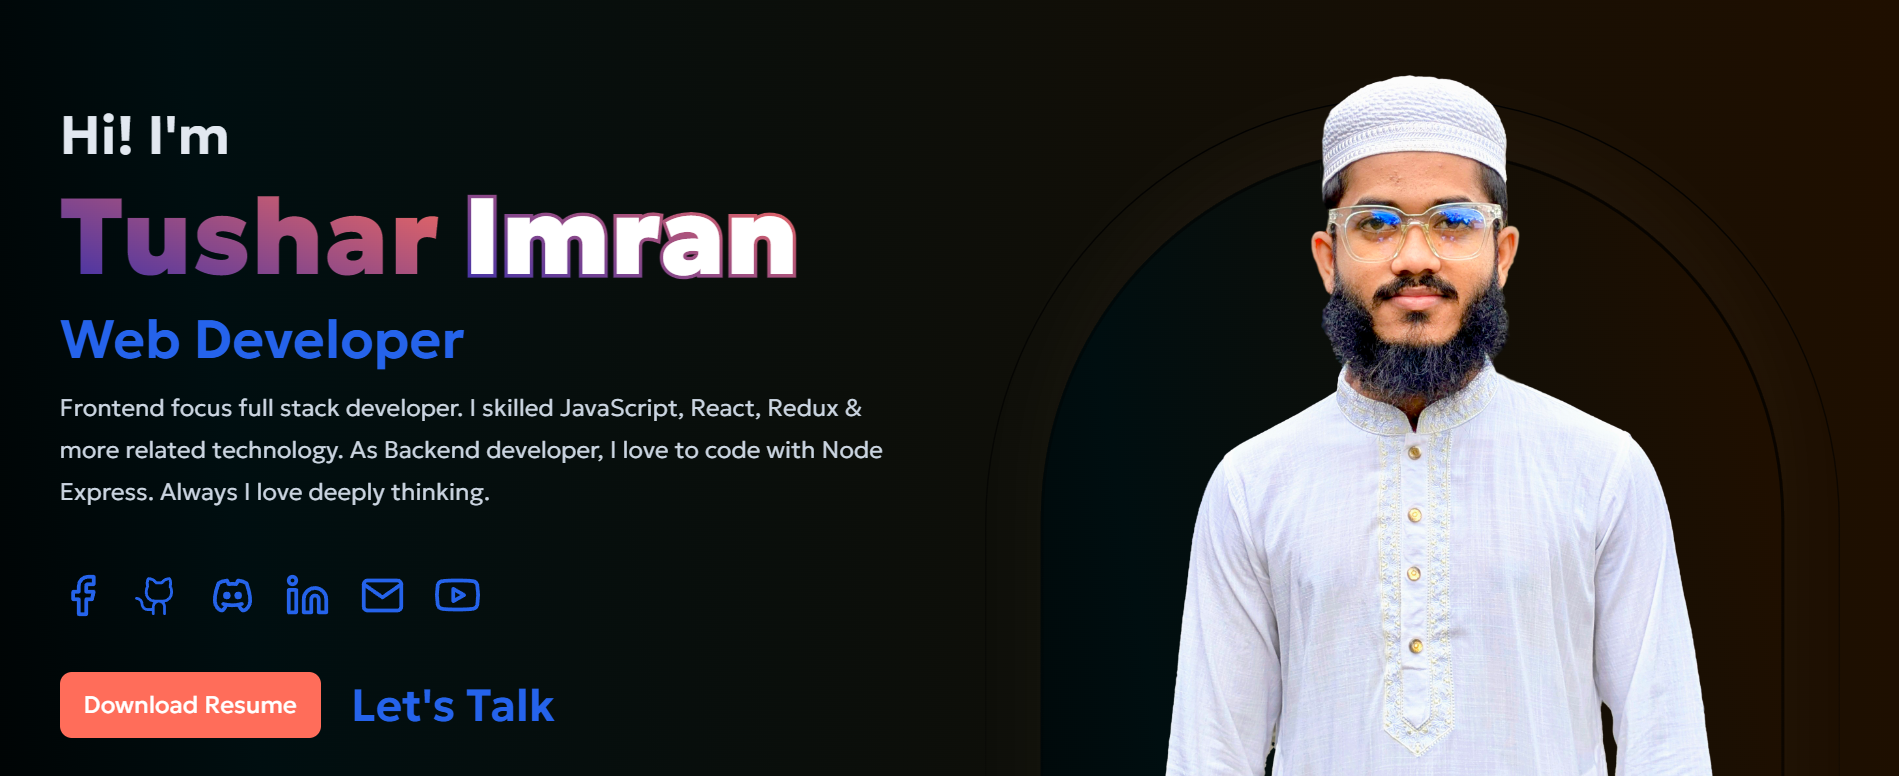 Hi! I'm
Tushar Imran
Web Developer
Frontend focus full stack developer. I skilled JavaScript, React, Redux &
more related technology. As Backend developer, I love to code with Node
Express. Always I love deeply thinking.
Download Resume
Let's Talk